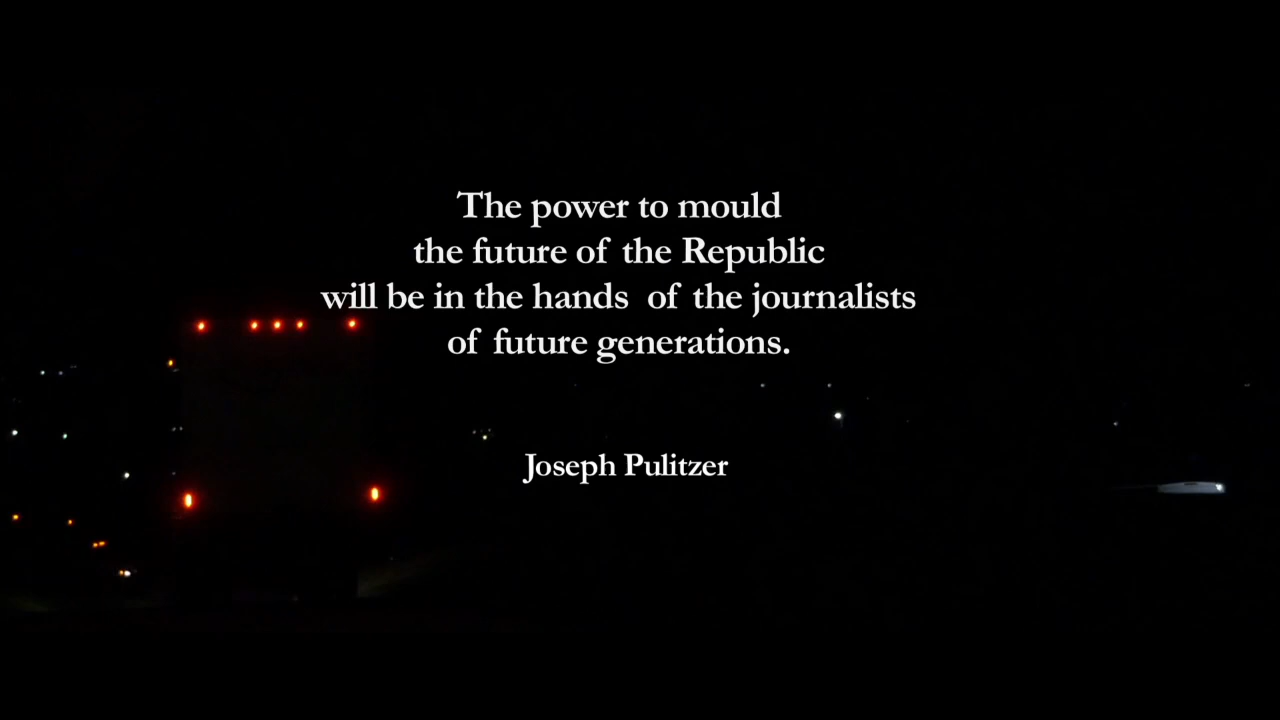 The power to mould
the future of the Republic
will be in the hands of the journalists
of future generations.
Joseph Pulitzer